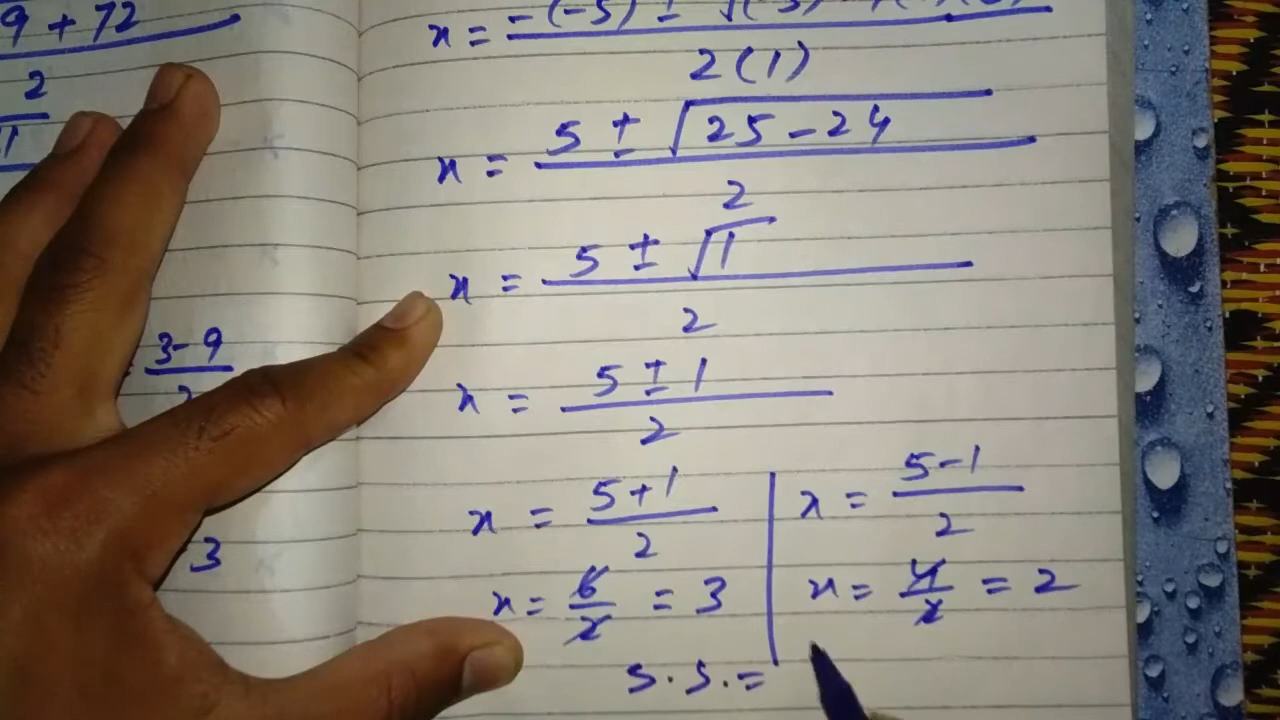 9 + 72
2
3 - 9
3
x = -(-5) ±
2(1)
x = 5 ± √25 - 24
2
x = 5 ± √1
2
x = 5 ± 1
2
x = 5 + 1 / 2
x = 6/2 = 3
x = 5 - 1 / 2
x = 4/2 = 2
S.S. =